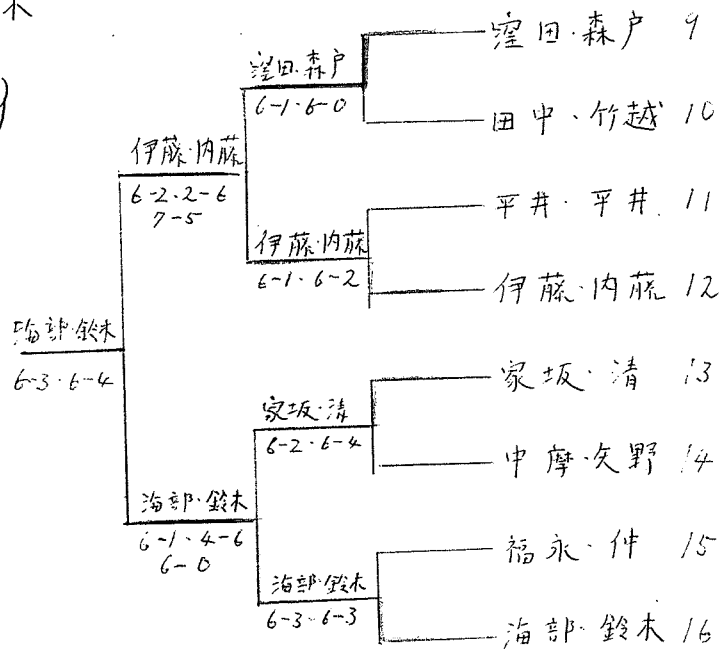 木
窪田・森戸 9
窪田・森戸
6-1・6-0
田中・竹越 10
伊藤・内藤
6-2・2-6
7-5
平井・平井 11
伊藤・内藤
6-1・6-2
伊藤・内藤 12
海部・鈴木
6-3・6-4
家坂・清 13
家坂・清
6-2・6-4
中摩・矢野 14
海部・鈴木
6-1・4-6
6-0
福永・仲 15
海部・鈴木
6-3・6-3
海部・鈴木 16